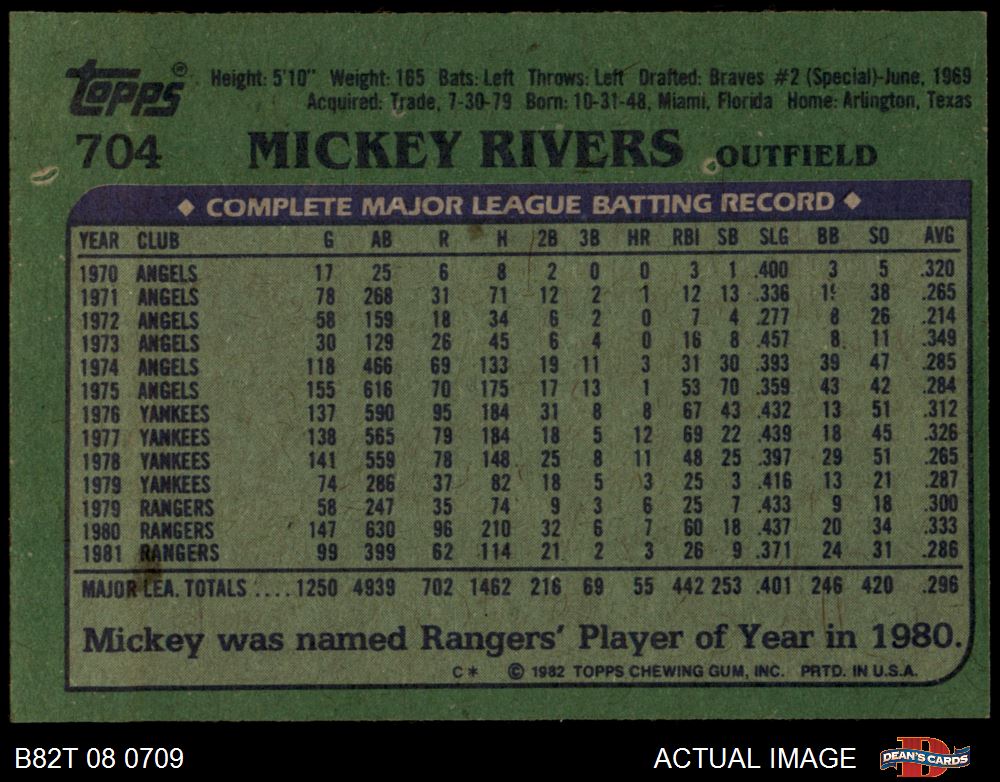 Topps® Height: 5'10" Weight: 165 Bats: Left Throws: Left Drafted: Braves #2 (Special)-June, 1969
Acquired: Trade, 7-30-79 Born: 10-31-48, Miami, Florida Home: Arlington, Texas
704 MICKEY RIVERS OUTFIELD
◆ COMPLETE MAJOR LEAGUE BATTING RECORD ◆
YEAR CLUB G AB R H 2B 3B HR RBI SB SLG BB SO AVG
1970 ANGELS 17 25 6 8 2 0 0 3 1 .400 3 5 .320
1971 ANGELS 78 268 31 71 12 2 1 12 13 .336 38 .265
1972 ANGELS 58 159 18 34 6 2 0 7 4 .277 8 26 .214
1973 ANGELS 30 129 26 45 6 4 0 16 8 .457 8 11 .349
1974 ANGELS 118 466 69 133 19 11 3 31 30 .393 39 47 .285
1975 ANGELS 155 616 70 175 17 13 1 53 70 .359 43 42 .284
1976 YANKEES 137 590 95 184 31 8 8 67 43 .432 13 51 .312
1977 YANKEES 138 565 79 184 18 5 12 69 22 .439 18 45 .326
1978 YANKEES 141 559 78 148 25 8 11 48 25 .397 29 51 .265
1979 YANKEES 74 286 37 82 18 5 3 25 3 .416 13 21 .287
1979 RANGERS 58 247 35 74 9 3 6 25 7 .433 9 18 .300
1980 RANGERS 147 630 96 210 32 6 7 60 18 .437 20 34 .333
1981 RANGERS 99 399 62 114 21 2 3 26 9 .371 24 31 .286
MAJOR LEA. TOTALS .... 1250 4939 702 1462 216 69 55 442 253 .401 246 420 .296
Mickey was named Rangers' Player of Year in 1980.
C* © 1982 TOPPS CHEWING GUM, INC. PRTD. IN U.S.A.
B82T 08 0709 ACTUAL IMAGE DEAN'S CARDS